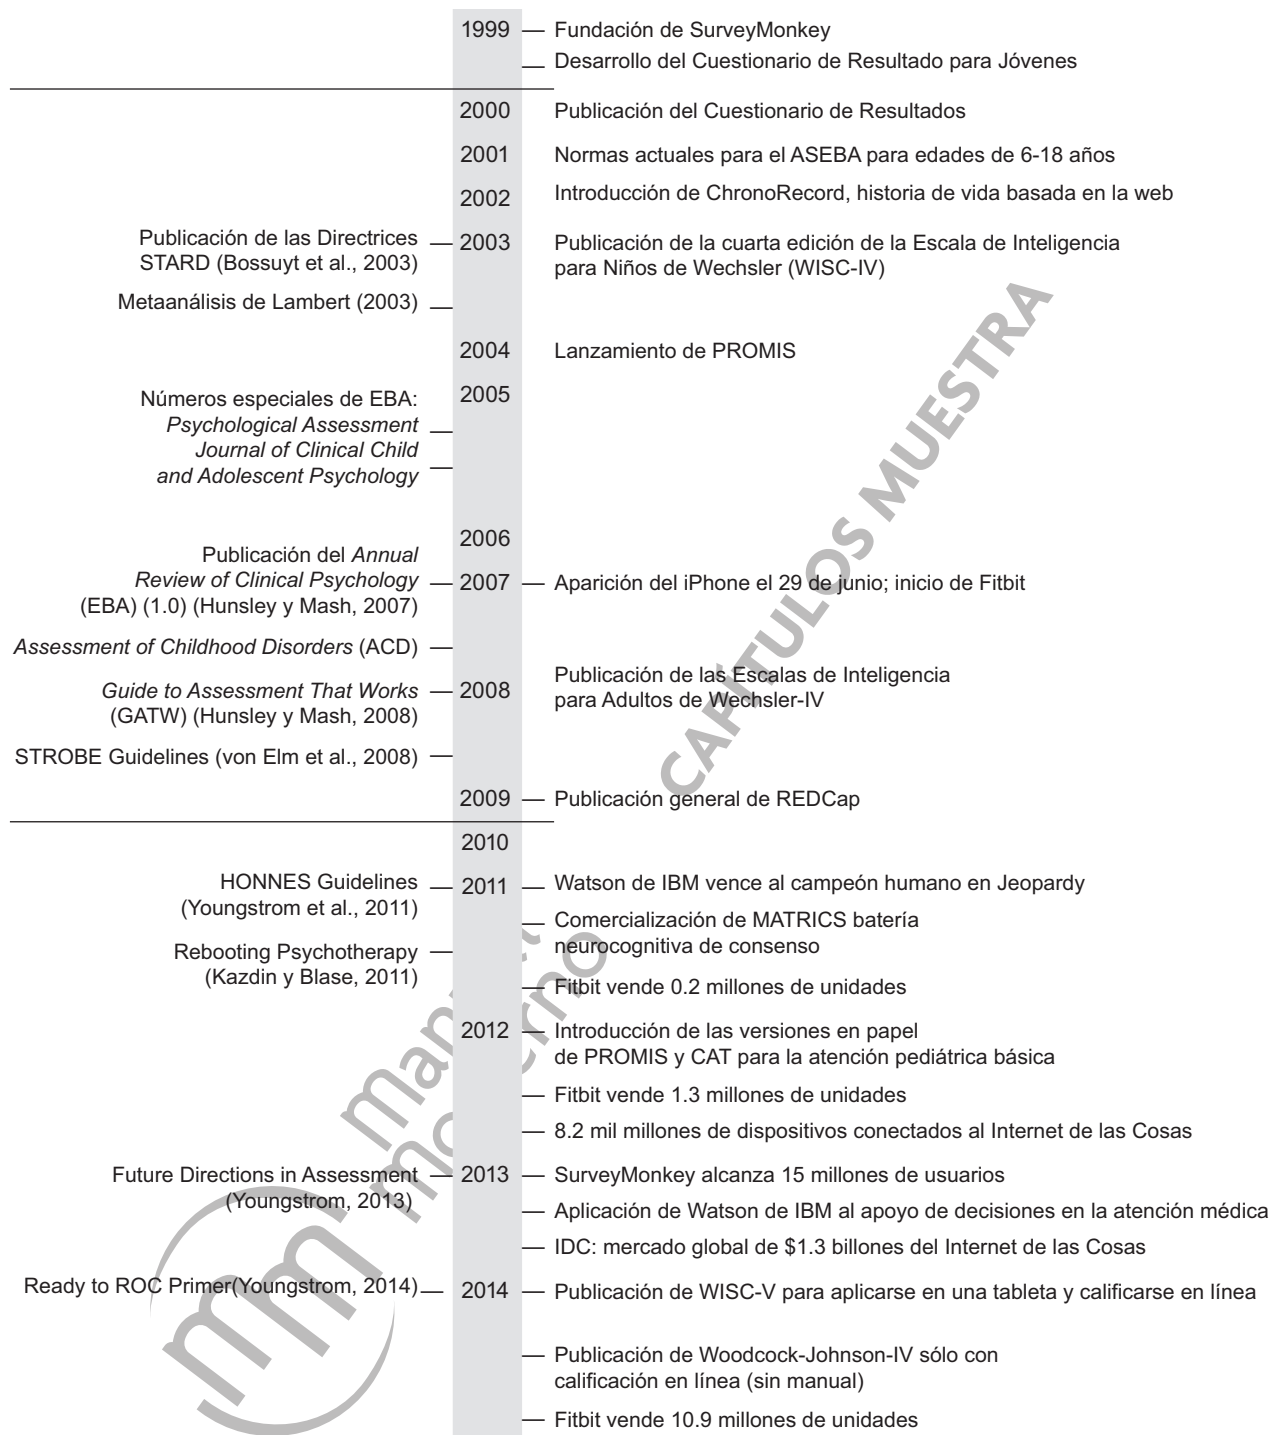 1999 Fundación de SurveyMonkey
Desarrollo del Cuestionario de Resultado para Jóvenes
2000 Publicación del Cuestionario de Resultados
2001 Normas actuales para el ASEBA para edades de 6-18 años
2002 Introducción de ChronoRecord, historia de vida basada en la web
Publicación de las Directrices
STARD (Bossuyt et al., 2003)
2003 Publicación de la cuarta edición de la Escala de Inteligencia
para Niños de Wechsler (WISC-IV)
Metaanálisis de Lambert (2003)
2004 Lanzamiento de PROMIS
2005
Números especiales de EBA:
Psychological Assessment
Journal of Clinical Child
and Adolescent Psychology
2006
Publicación del Annual
Review of Clinical Psychology
(EBA) (1.0) (Hunsley y Mash, 2007)
2007 Aparición del iPhone el 29 de junio; inicio de Fitbit
Assessment of Childhood Disorders (ACD)
Guide to Assessment That Works
(GATW) (Hunsley y Mash, 2008)
2008 Publicación de las Escalas de Inteligencia
para Adultos de Wechsler-IV
STROBE Guidelines (von Elm et al., 2008)
2009 Publicación general de REDCap
2010
HONNES Guidelines
(Youngstrom et al., 2011)
2011 Watson de IBM vence al campeón humano en Jeopardy
Comercialización de MATRICS batería
neurocognitiva de consenso
Rebooting Psychotherapy
(Kazdin y Blase, 2011)
Fitbit vende 0.2 millones de unidades
2012 Introducción de las versiones en papel
de PROMIS y CAT para la atención pediátrica básica
Fitbit vende 1.3 millones de unidades
8.2 mil millones de dispositivos conectados al Internet de las Cosas
Future Directions in Assessment
(Youngstrom, 2013)
2013 SurveyMonkey alcanza 15 millones de usuarios
Aplicación de Watson de IBM al apoyo de decisiones en la atención médica
IDC: mercado global de $1.3 billones del Internet de las Cosas
Ready to ROC Primer(Youngstrom, 2014)
2014 Publicación de WISC-V para aplicarse en una tableta y calificarse en línea
Publicación de Woodcock-Johnson-IV sólo con
calificación en línea (sin manual)
Fitbit vende 10.9 millones de unidades
CAPÍTULOS MUESTRA